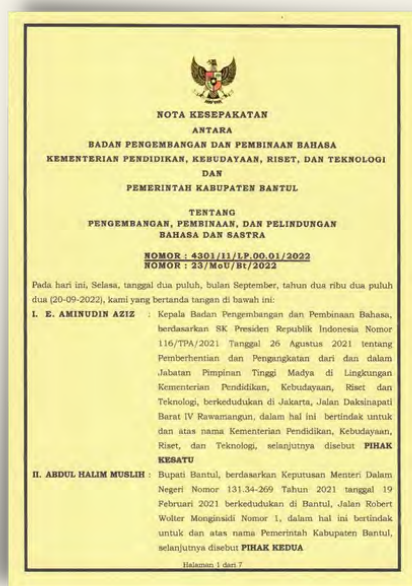 NOTA KESEPAKATAN
ANTARA
BADAN PENGEMBANGAN DAN PEMBINAAN BAHASA
KEMENTERIAN PENDIDIKAN, KEBUDAYAAN, RISET, DAN TEKNOLOGI
DAN
PEMERINTAH KABUPATEN BANTUL
TENTANG
PENGEMBANGAN, PEMBINAAN, DAN PELINDUNGAN
BAHASA DAN SASTRA
NOMOR : 4301/I1/LP.00.01/2022
NOMOR : 23/MoU/Bt/2022
Pada hari ini, Selasa, tanggal dua puluh, bulan September, tahun dua ribu dua puluh
dua (20-09-2022), kami yang bertanda tangan di bawah ini:
I. E. AMINUDIN AZIZ : Kepala Badan Pengembangan dan Pembinaan Bahasa,
berdasarkan SK Presiden Republik Indonesia Nomor
116/TPA/2021 Tanggal 26 Agustus 2021 tentang
Pemberhentian dan Pengangkatan dari dan dalam
Jabatan Pimpinan Tinggi Madya di Lingkungan
Kementerian Pendidikan, Kebudayaan, Riset dan
Teknologi, berkedudukan di Jakarta, Jalan Daksinapati
Barat IV Rawamangun, dalam hal ini bertindak untuk
dan atas nama Kementerian Pendidikan, Kebudayaan,
Riset, dan Teknologi, selanjutnya disebut PIHAK
KESATU
II. ABDUL HALIM MUSLIH : Bupati Bantul, berdasarkan Keputusan Menteri Dalam
Negeri Nomor 131.34-269 Tahun 2021 tanggal 19
Februari 2021 berkedudukan di Bantul, Jalan Robert
Wolter Monginsidi Nomor 1, dalam hal ini bertindak
untuk dan atas nama Pemerintah Kabupaten Bantul,
selanjutnya disebut PIHAK KEDUA
Halaman 1 dari 7